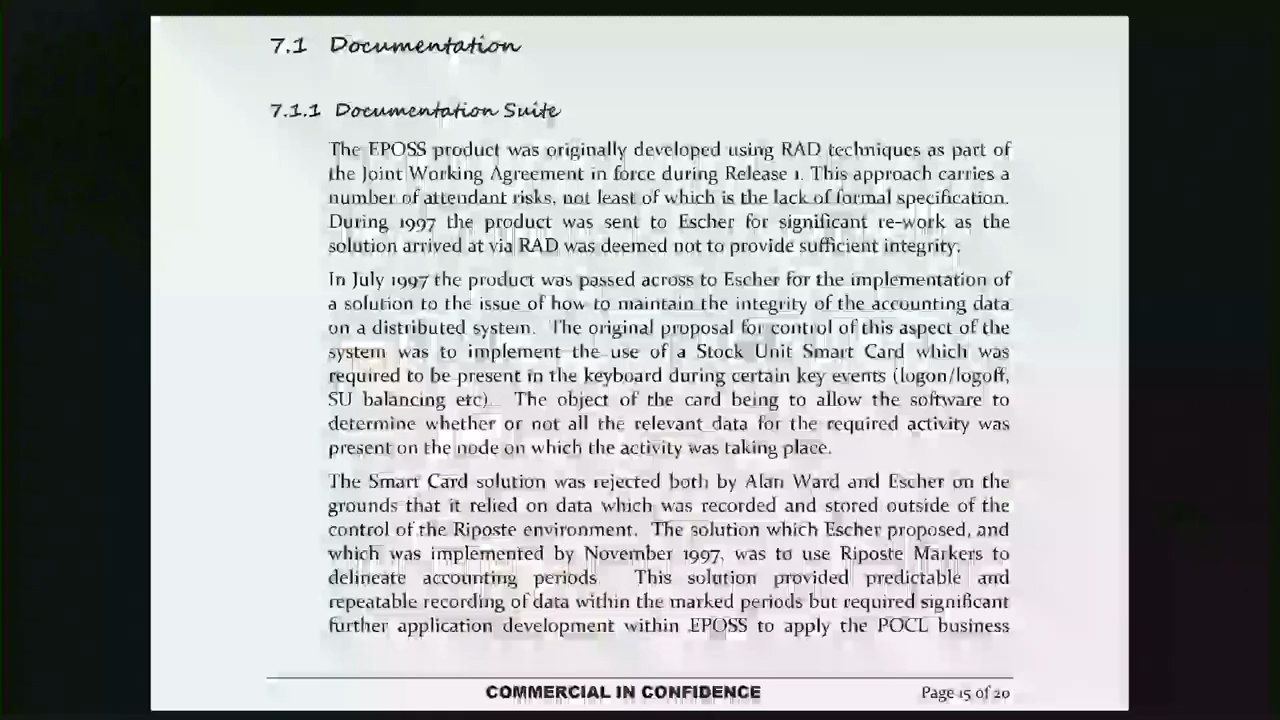 7.1 Documentation
7.1.1 Documentation Suite
The EPOSS product was originally developed using RAD techniques as part of
the Joint Working Agreement in force during Release 1. This approach carries a
number of attendant risks, not least of which is the lack of formal specification.
During 1997 the product was sent to Escher for significant re-work as the
solution arrived at via RAD was deemed not to provide sufficient integrity.
In July 1997 the product was passed across to Escher for the implementation of
a solution to the issue of how to maintain the integrity of the accounting data
on a distributed system. The original proposal for control of this aspect of the
system was to implement the use of a Stock Unit Smart Card which was
required to be present in the keyboard during certain key events (logon/logoff,
SU balancing etc). The object of the card being to allow the software to
determine whether or not all the relevant data for the required activity was
present on the node on which the activity was taking place.
The Smart Card solution was rejected both by Alan Ward and Escher on the
grounds that it relied on data which was recorded and stored outside of the
control of the Riposte environment. The solution which Escher proposed, and
which was implemented by November 1997, was to use Riposte Markers to
delineate accounting periods. This solution provided predictable and
repeatable recording of data within the marked periods but required significant
further application development within EPOSS to apply the POCL business
COMMERCIAL IN CONFIDENCE
Page 15 of 20